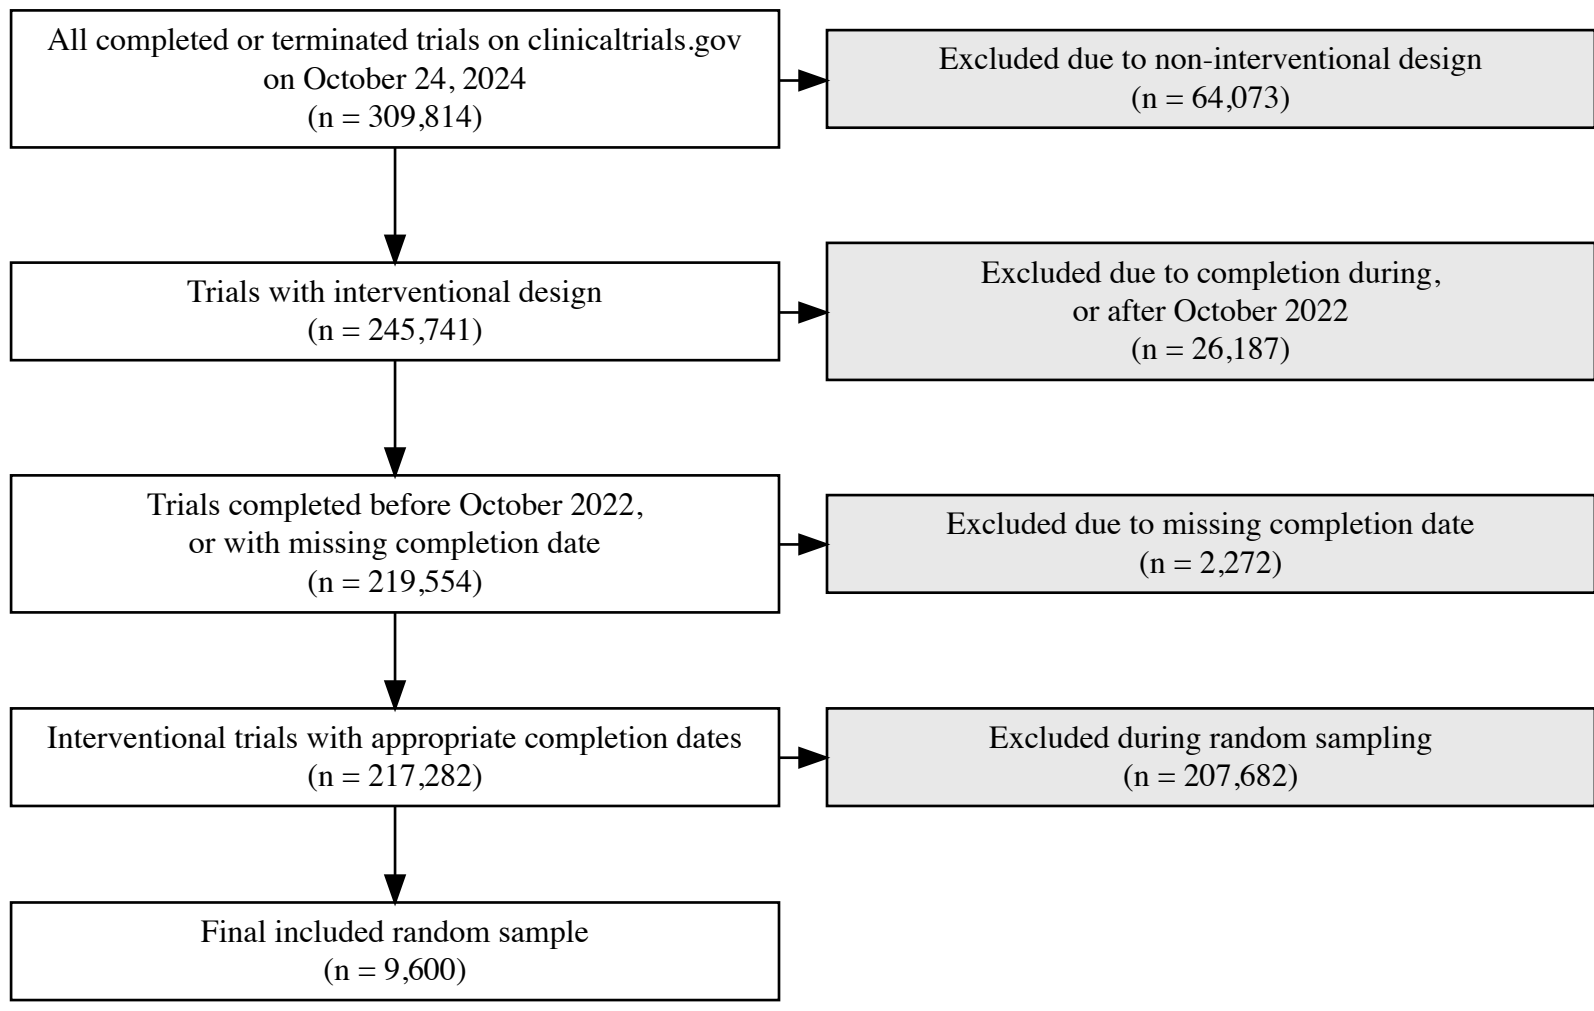 All completed or terminated trials on clinicaltrials.gov
on October 24, 2024
(n = 309,814)
Excluded due to non-interventional design
(n = 64,073)
Trials with interventional design
(n = 245,741)
Excluded due to completion during,
or after October 2022
(n = 26,187)
Trials completed before October 2022,
or with missing completion date
(n = 219,554)
Excluded due to missing completion date
(n = 2,272)
Interventional trials with appropriate completion dates
(n = 217,282)
Excluded during random sampling
(n = 207,682)
Final included random sample
(n = 9,600)